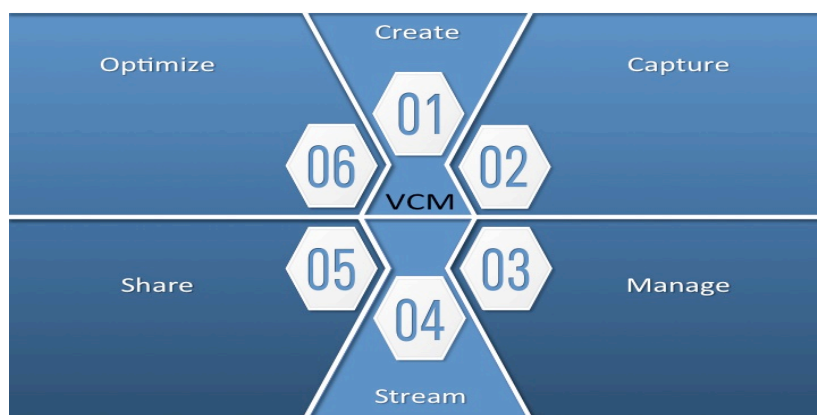 Create
Optimize
Capture
01
06
02
VCM
05
03
Share
Manage
04
Stream